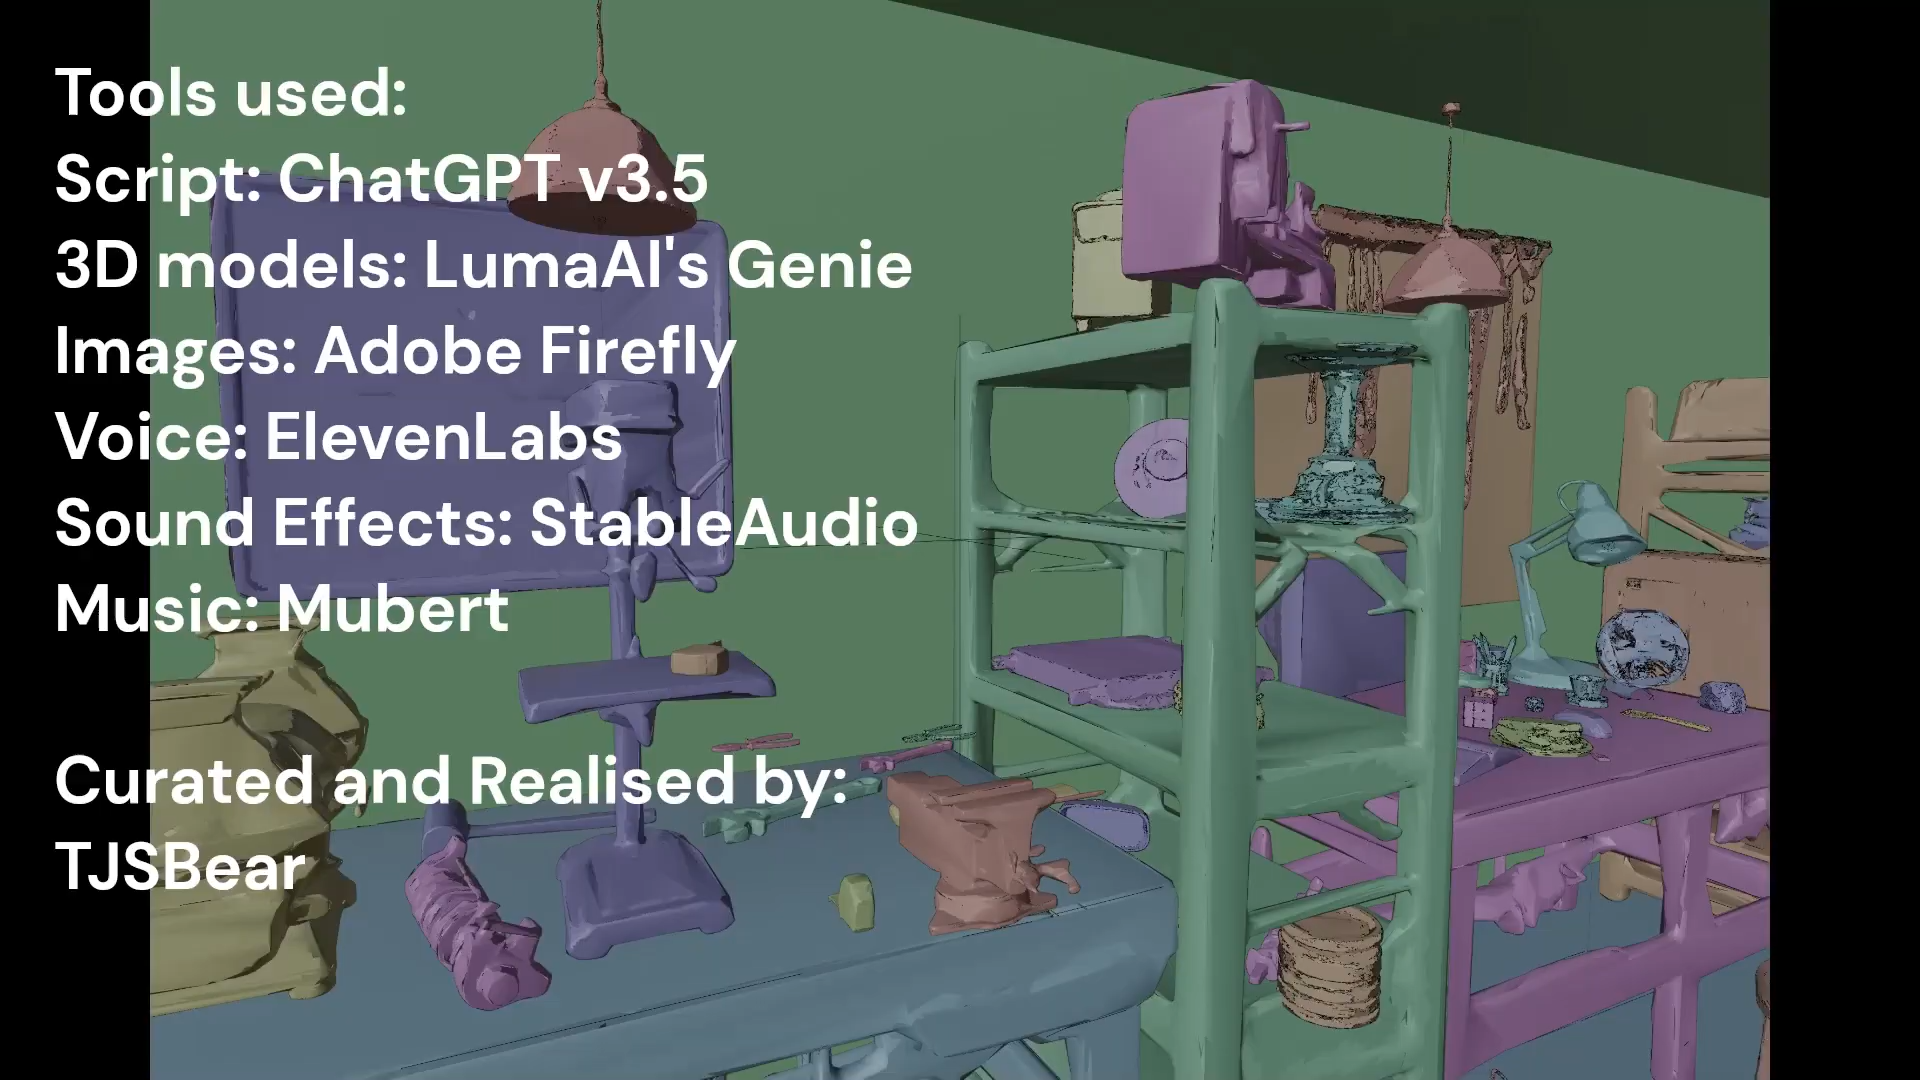 Tools used:
Script: ChatGPT v3.5
3D models: LumaAI's Genie
Images: Adobe Firefly
Voice: ElevenLabs
Sound Effects: StableAudio
Music: Mubert
Curated and Realised by:
TJSBear